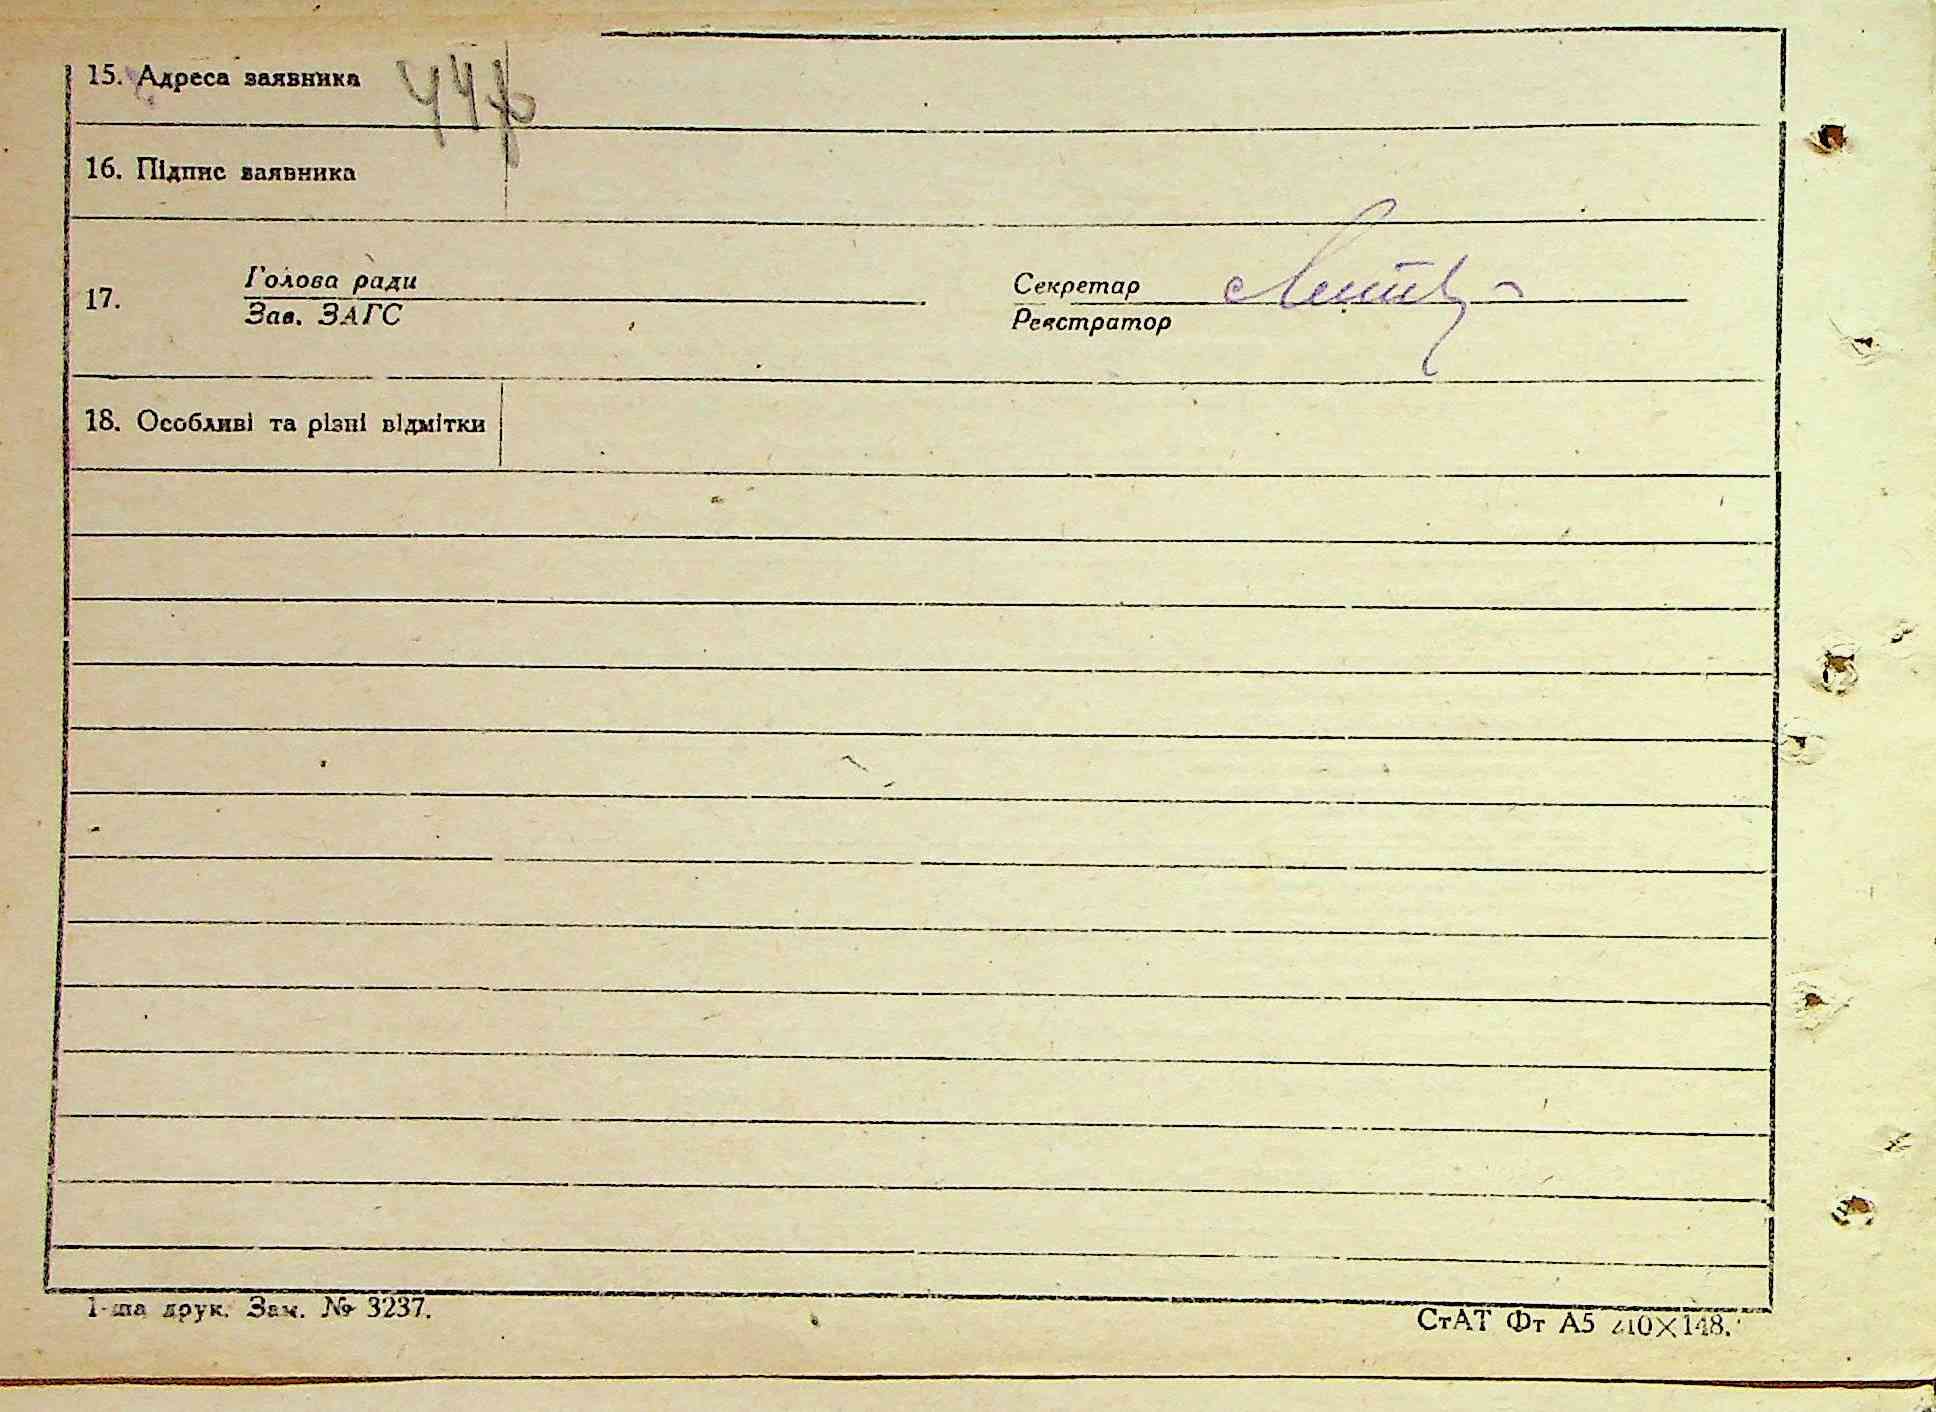 15. Адреса заявника
16. Підпис заявника
17.
Голова ради
Зав. ЗАГС
Секретар
Реєстратор
18. Особливі та різні відмітки
1-ша друк. Зам. № 3237.
СтАТ Фт А5 210×148.